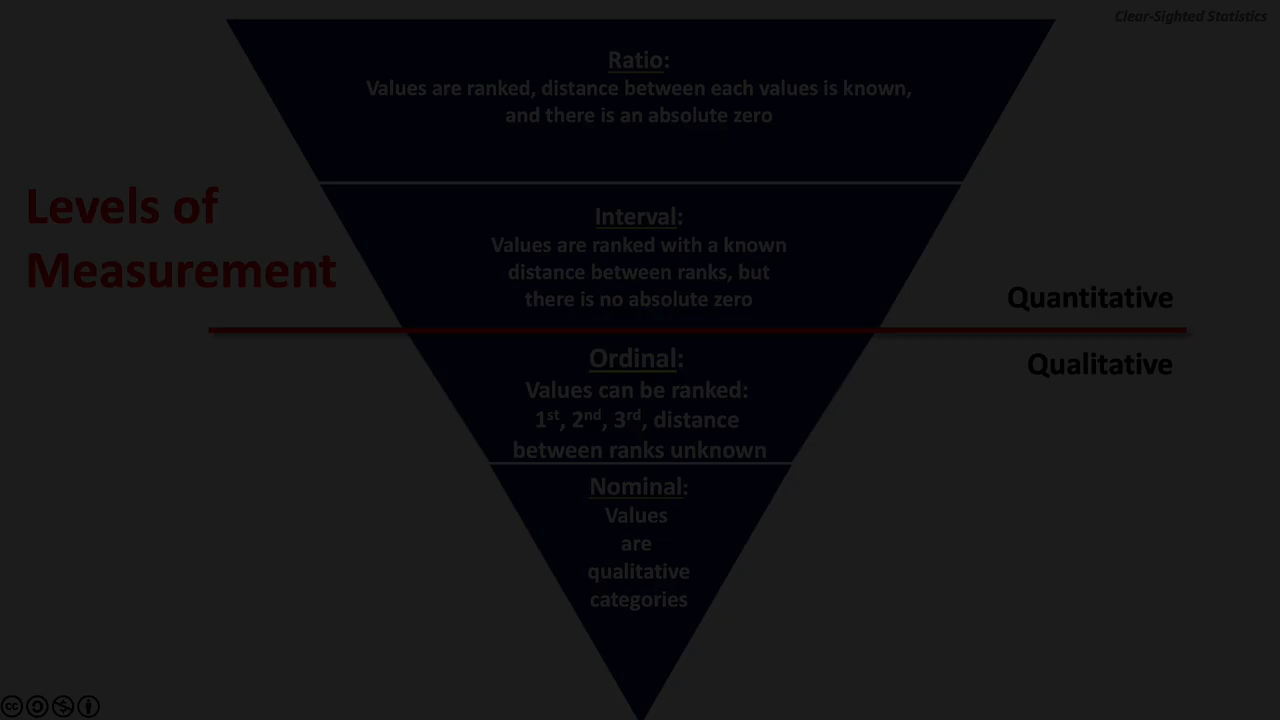 Clear-Sighted Statistics
Ratio:
Values are ranked, distance between each values is known,
and there is an absolute zero
Levels of
Measurement
Interval:
Values are ranked with a known
distance between ranks, but
there is no absolute zero
Quantitative
Qualitative
Ordinal:
Values can be ranked:
1st, 2nd, 3rd, distance
between ranks unknown
Nominal:
Values
are
qualitative
categories
cc